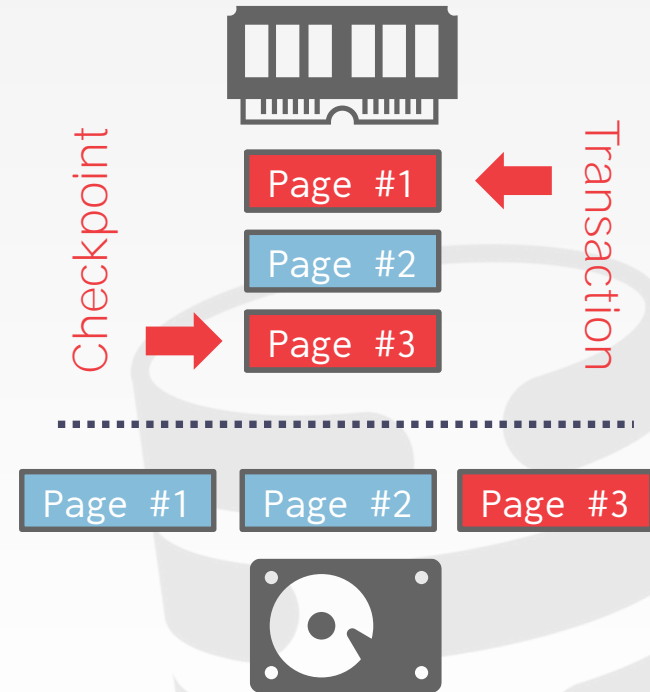 Checkpoint
Transaction
Page #1
Page #2
Page #3
Page #1
Page #2
Page #3